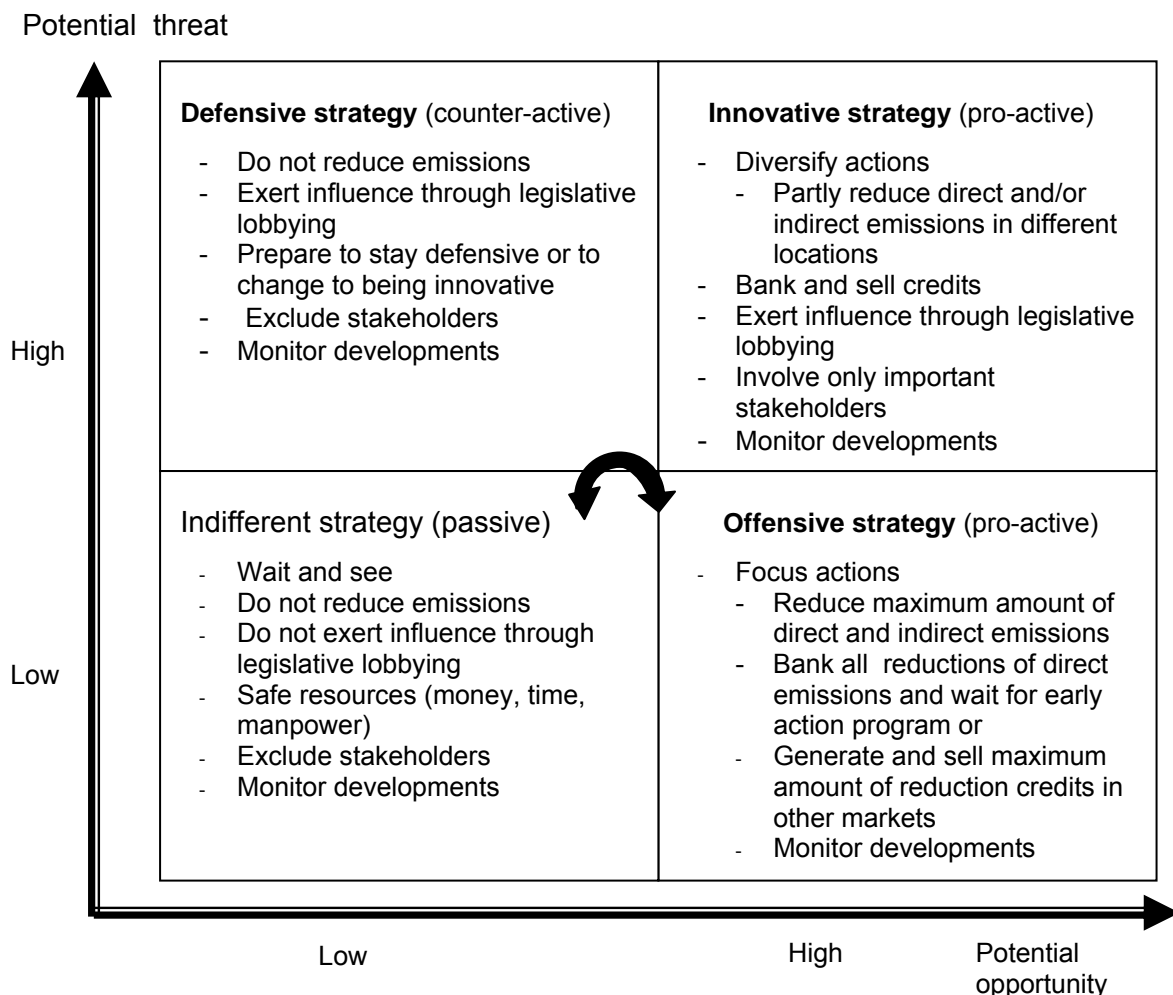 Potential threat
Defensive strategy (counter-active)
- Do not reduce emissions
- Exert influence through legislative
lobbying
- Prepare to stay defensive or to
change to being innovative
- Exclude stakeholders
- Monitor developments
Innovative strategy (pro-active)
- Diversify actions
- Partly reduce direct and/or
indirect emissions in different
locations
- Bank and sell credits
- Exert influence through legislative
lobbying
- Involve only important
stakeholders
- Monitor developments
High
Indifferent strategy (passive)
- Wait and see
- Do not reduce emissions
- Do not exert influence through
legislative lobbying
- Safe resources (money, time,
manpower)
- Exclude stakeholders
- Monitor developments
Offensive strategy (pro-active)
- Focus actions
- Reduce maximum amount of
direct and indirect emissions
- Bank all reductions of direct
emissions and wait for early
action program or
- Generate and sell maximum
amount of reduction credits in
other markets
- Monitor developments
Low
Low
High
Potential
opportunity